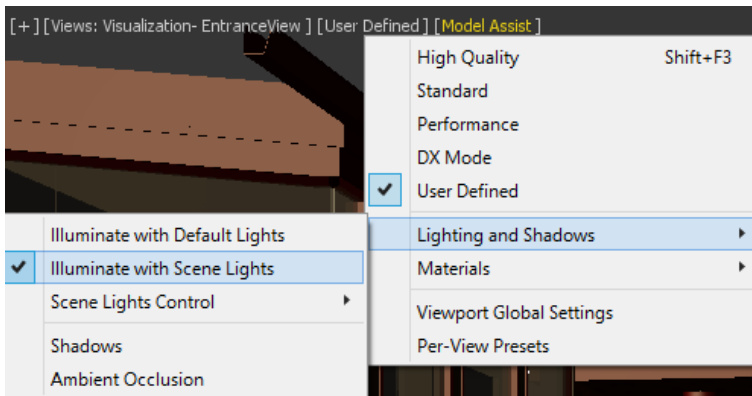 [+] [Views: Visualization- EntranceView ] [User Defined ] [Model Assist ]
High Quality Shift+F3
Standard
Performance
DX Mode
User Defined
Lighting and Shadows
Materials
Viewport Global Settings
Per-View Presets
Illuminate with Default Lights
Illuminate with Scene Lights
Scene Lights Control
Shadows
Ambient Occlusion